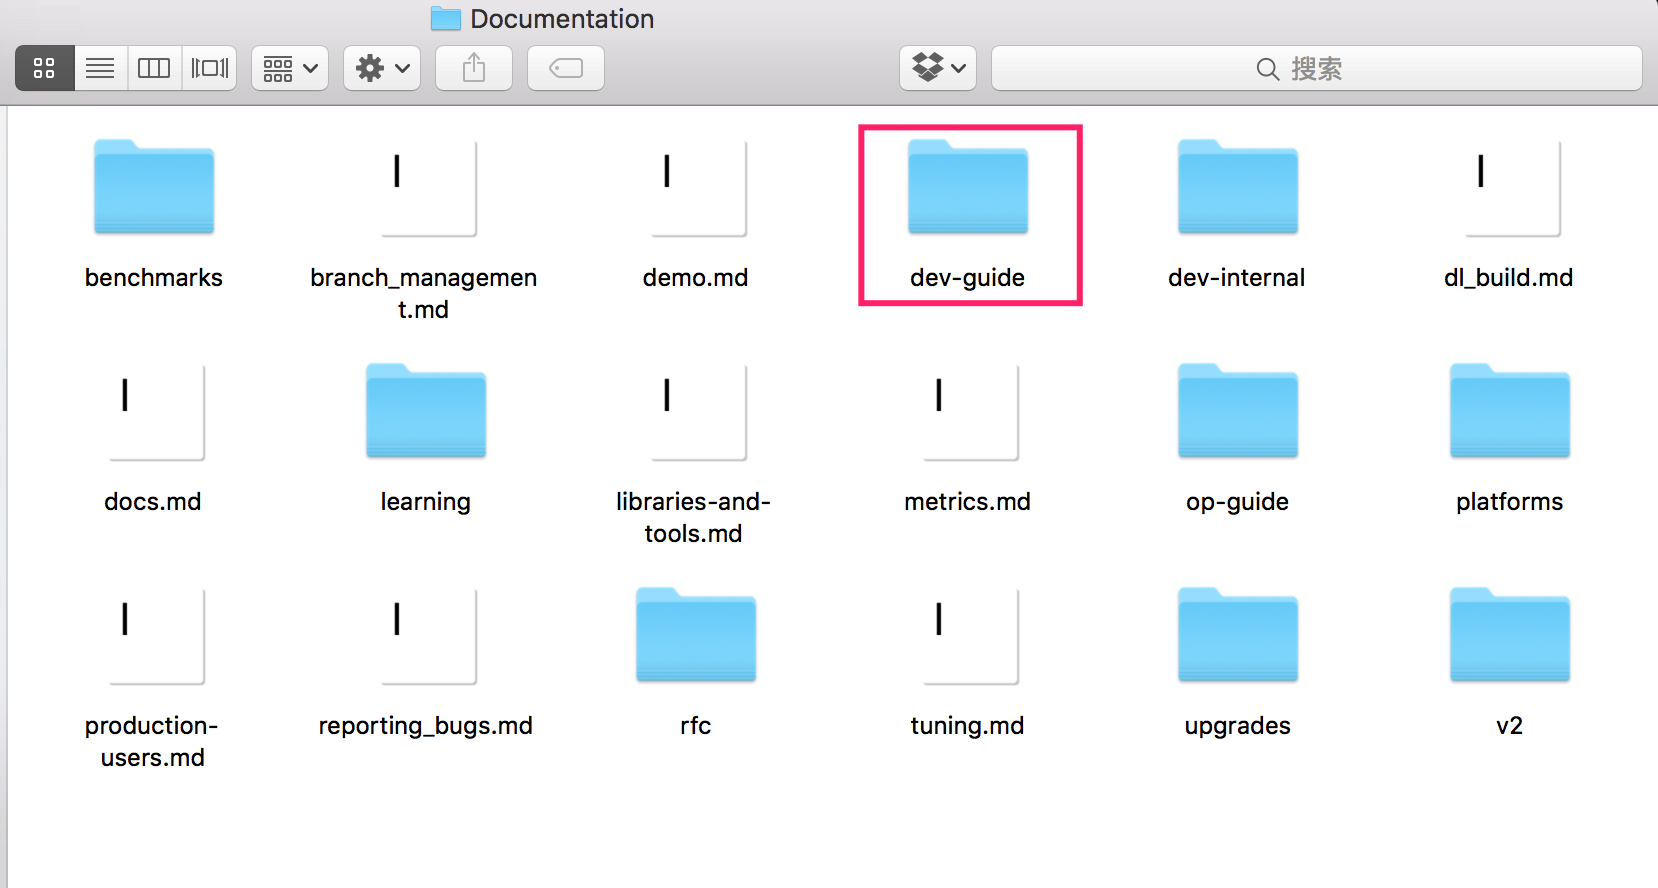 Documentation
搜索
benchmarks
branch_managemen
t.md
demo.md
dev-guide
dev-internal
dl_build.md
docs.md
learning
libraries-and-
tools.md
metrics.md
op-guide
platforms
production-
users.md
reporting_bugs.md
rfc
tuning.md
upgrades
v2